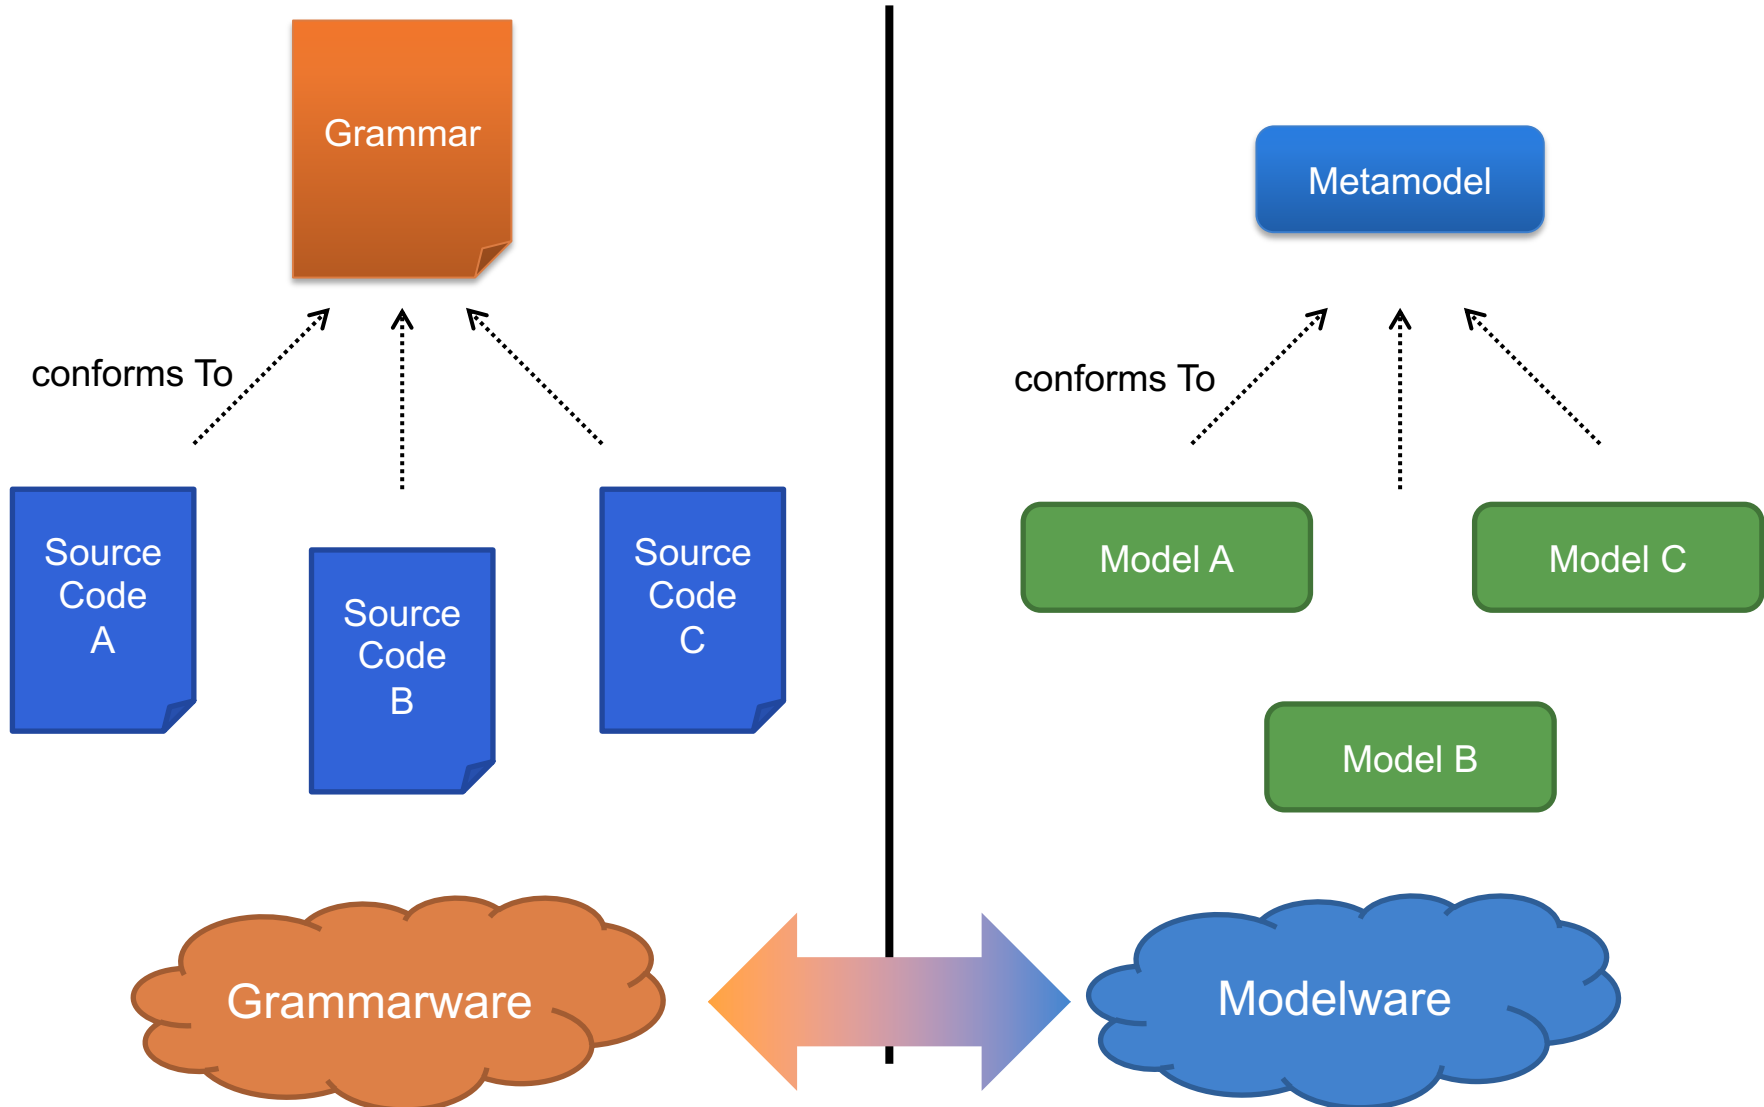 Grammar
conforms To
Source
Code
A
Source
Code
B
Source
Code
C
Grammarware
Metamodel
conforms To
Model A
Model C
Model B
Modelware